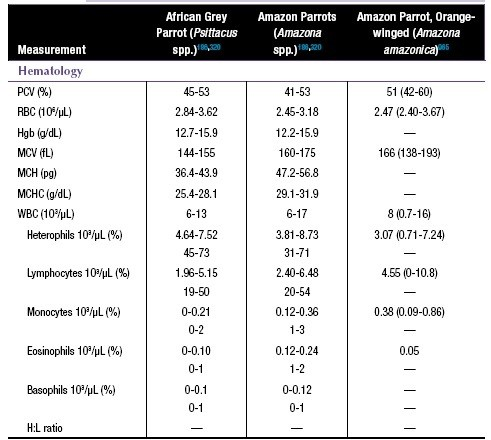 African Grey Amazon Parrots Amazon Parrot, Orange-
Parrot (Psittacus (Amazona winged (Amazona
Measurement spp.) spp.) amazonica)
Hematology
PCV (%) 45-53 41-53 51 (42-60)
RBC (10⁶/µL) 2.84-3.62 2.45-3.18 2.47 (2.40-3.67)
Hgb (g/dL) 12.7-15.9 12.2-15.9 —
MCV (fL) 144-155 160-175 166 (138-193)
MCH (pg) 36.4-43.9 47.2-56.8 —
MCHC (g/dL) 25.4-28.1 29.1-31.9 —
WBC (10³/µL) 6-13 6-17 8 (0.7-16)
Heterophils 10³/µL (%) 4.64-7.52 3.81-8.73 3.07 (0.71-7.24)
45-73 31-71 —
Lymphocytes 10³/µL (%) 1.96-5.15 2.40-6.48 4.55 (0-10.8)
19-50 20-54 —
Monocytes 10³/µL (%) 0-0.21 0.12-0.36 0.38 (0.09-0.86)
0-2 1-3 —
Eosinophils 10³/µL (%) 0-0.10 0.12-0.24 0.05
0-1 1-2 —
Basophils 10³/µL (%) 0-0.1 0-0.12 —
0-1 0-1 —
H:L ratio — — —